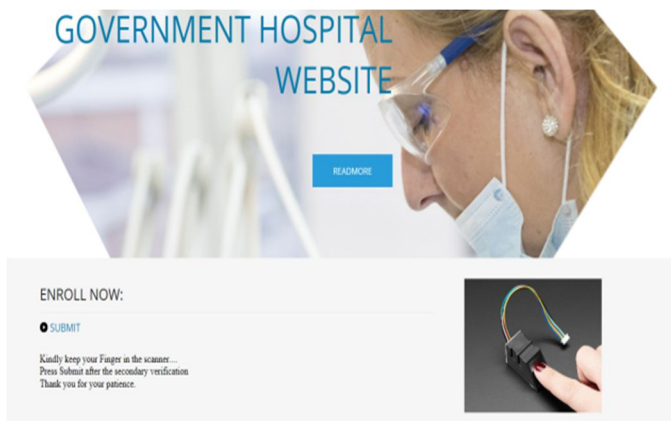 GOVERNMENT HOSPITAL
WEBSITE
READMORE
ENROLL NOW:
SUBMIT
Kindly keep your Finger in the scanner....
Press Submit after the secondary verification
Thank you for your patience.